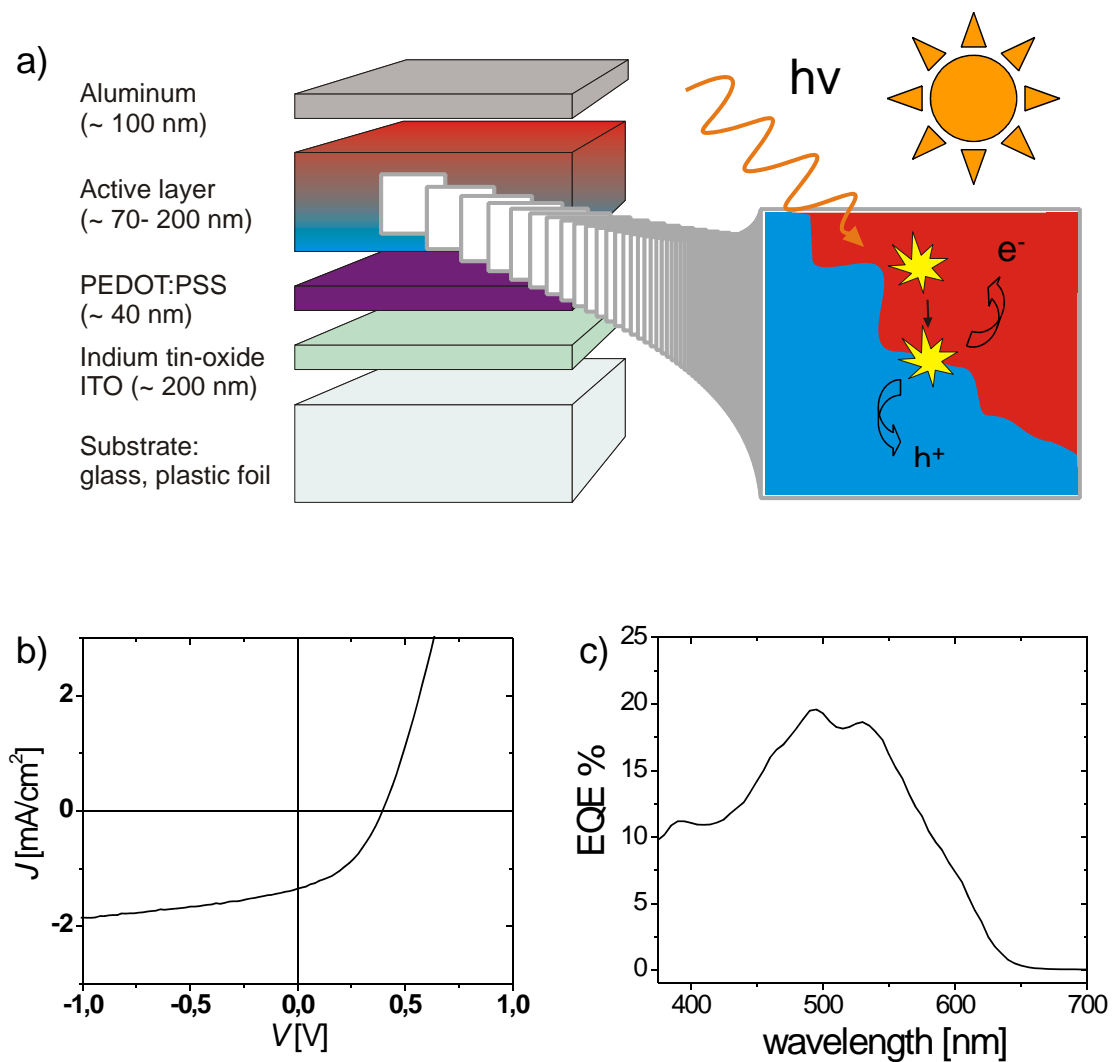 a)
Aluminum
(~ 100 nm)
Active layer
(~ 70- 200 nm)
PEDOT:PSS
(~ 40 nm)
Indium tin-oxide
ITO (~ 200 nm)
Substrate:
glass, plastic foil
hν
e-
h+
b)
J [mA/cm²]
2
0
-2
-1,0
-0,5
0,0
0,5
1,0
V [V]
c)
EQE %
25
20
15
10
5
0
400
500
600
700
wavelength [nm]